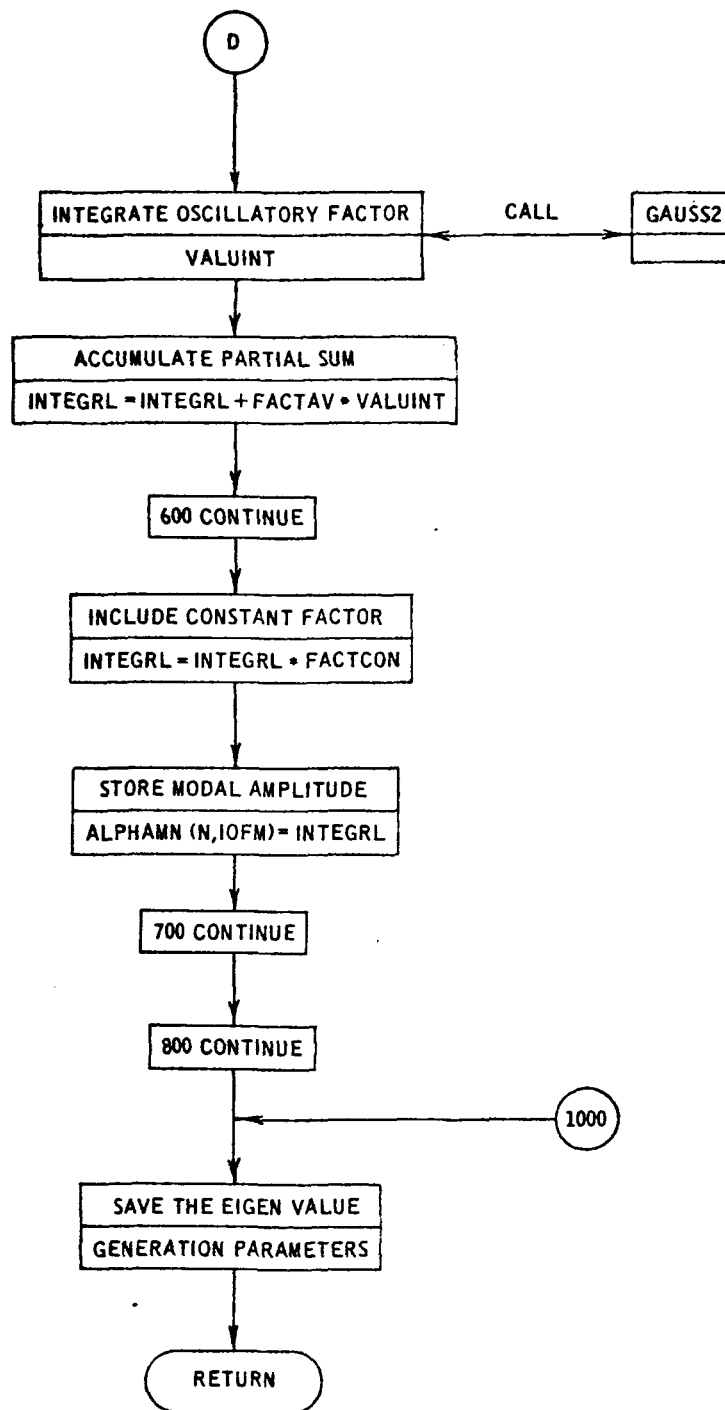 D
INTEGRATE OSCILLATORY FACTOR
VALUINT
CALL
GAUSS2
ACCUMULATE PARTIAL SUM
INTEGRL = INTEGRL + FACTAV * VALUINT
600 CONTINUE
INCLUDE CONSTANT FACTOR
INTEGRL = INTEGRL * FACTCON
STORE MODAL AMPLITUDE
ALPHAMN (N,IOFM) = INTEGRL
700 CONTINUE
800 CONTINUE
1000
SAVE THE EIGEN VALUE
GENERATION PARAMETERS
RETURN